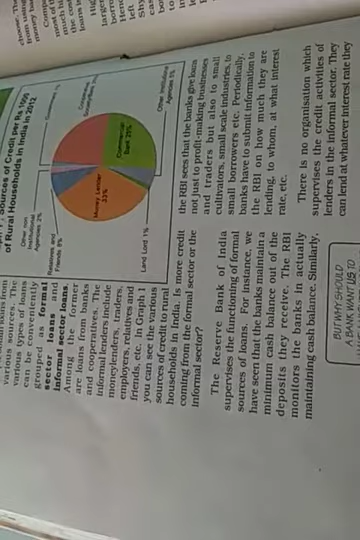 various sources. The
various types of loans
can be conveniently
grouped as formal
sector loans and
informal sector loans.
Among the former
are loans from banks
and cooperatives. The
informal lenders include
moneylenders, traders,
employers, relatives and
friends, etc. In Graph 1
you can see the various
sources of credit to rural
households in India. Is more credit
coming from the formal sector or the
informal sector?
The Reserve Bank of India
supervises the functioning of formal
sources of loans. For instance, we
have seen that the banks maintain a
minimum cash balance out of the
deposits they receive. The RBI
monitors the banks in actually
maintaining cash balance. Similarly,
Sources of Credit per Rs 1000
of Rural Households in India in 2012
Other non
Institutional
Agencies 2%
Relatives and
Friends 8%
Money Lender
33%
Land Lord 1%
Commercial
Bank 25%
Other Institutional
Agencies 5%
the RBI sees that the banks give loans
not just to profit-making businesses
and traders but also to small
cultivators, small scale industries, to
small borrowers etc. Periodically,
banks have to submit information to
the RBI on how much they are
lending, to whom, at what interest
rate, etc.
There is no organisation which
supervises the credit activities of
lenders in the informal sector. They
can lend at whatever interest rate they
BUT WHY SHOULD
A BANK WANT US TO